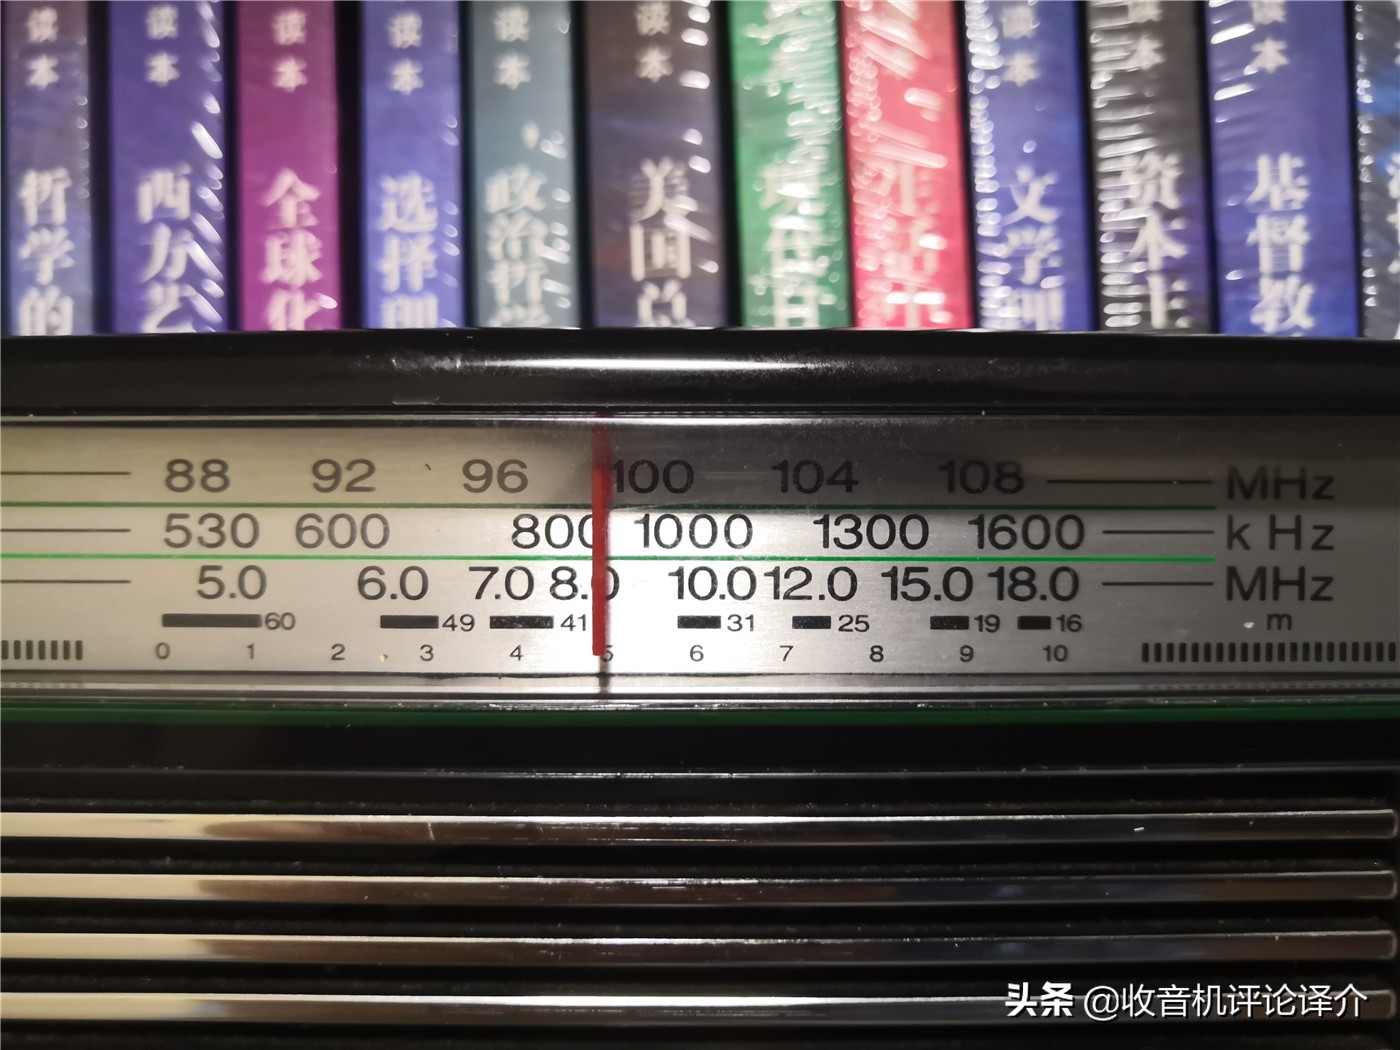 读本 哲学的
读本 西方艺
读本 全球化
读本 选择
读本 政治哲学
读本 美国总
读本 文学理
读本 资本主
读本 基督教
88 92 96 100 104 108 MHz
530 600 800 1000 1300 1600 kHz
5.0 6.0 7.0 8.0 10.0 12.0 15.0 18.0 MHz
60 49 41 31 25 19 16 m
0 1 2 3 4 5 6 7 8 9 10
头条 @收音机评论译介